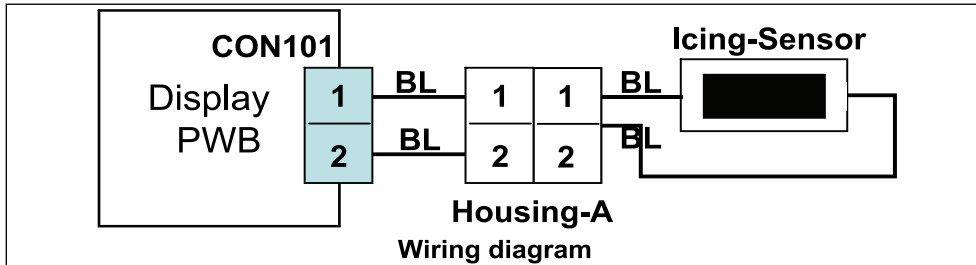 CON101
Icing-Sensor
Display
PWB
1 BL 1 1 BL
2 BL 2 2 BL
Housing-A
Wiring diagram